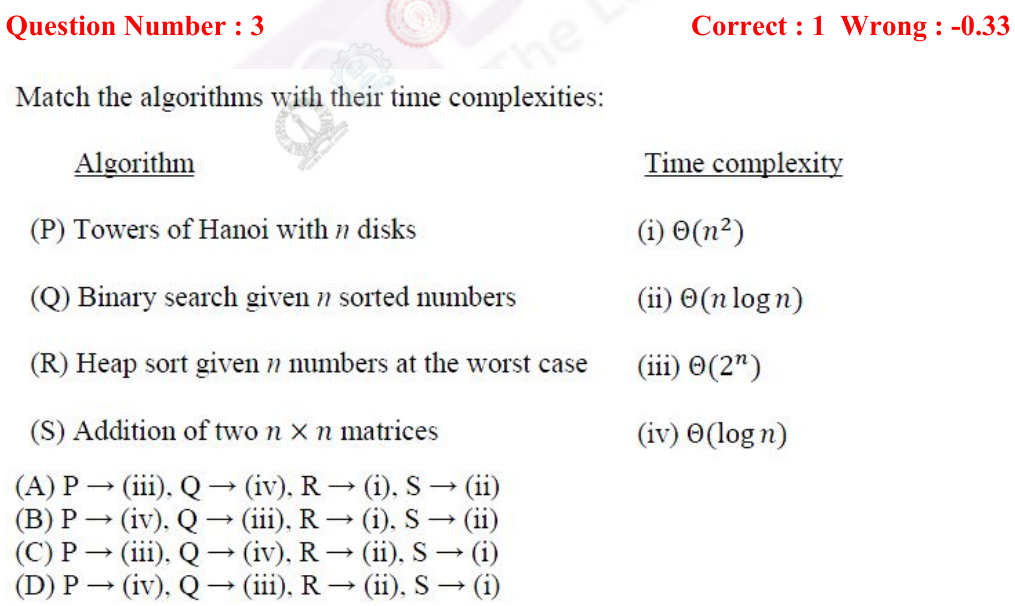 Question Number : 3 Correct : 1 Wrong : -0.33
Match the algorithms with their time complexities:
Algorithm Time complexity
(P) Towers of Hanoi with n disks (i) Θ(n²)
(Q) Binary search given n sorted numbers (ii) Θ(n log n)
(R) Heap sort given n numbers at the worst case (iii) Θ(2ⁿ)
(S) Addition of two n × n matrices (iv) Θ(log n)
(A) P → (iii), Q → (iv), R → (i), S → (ii)
(B) P → (iv), Q → (iii), R → (i), S → (ii)
(C) P → (iii), Q → (iv), R → (ii), S → (i)
(D) P → (iv), Q → (iii), R → (ii), S → (i)
The